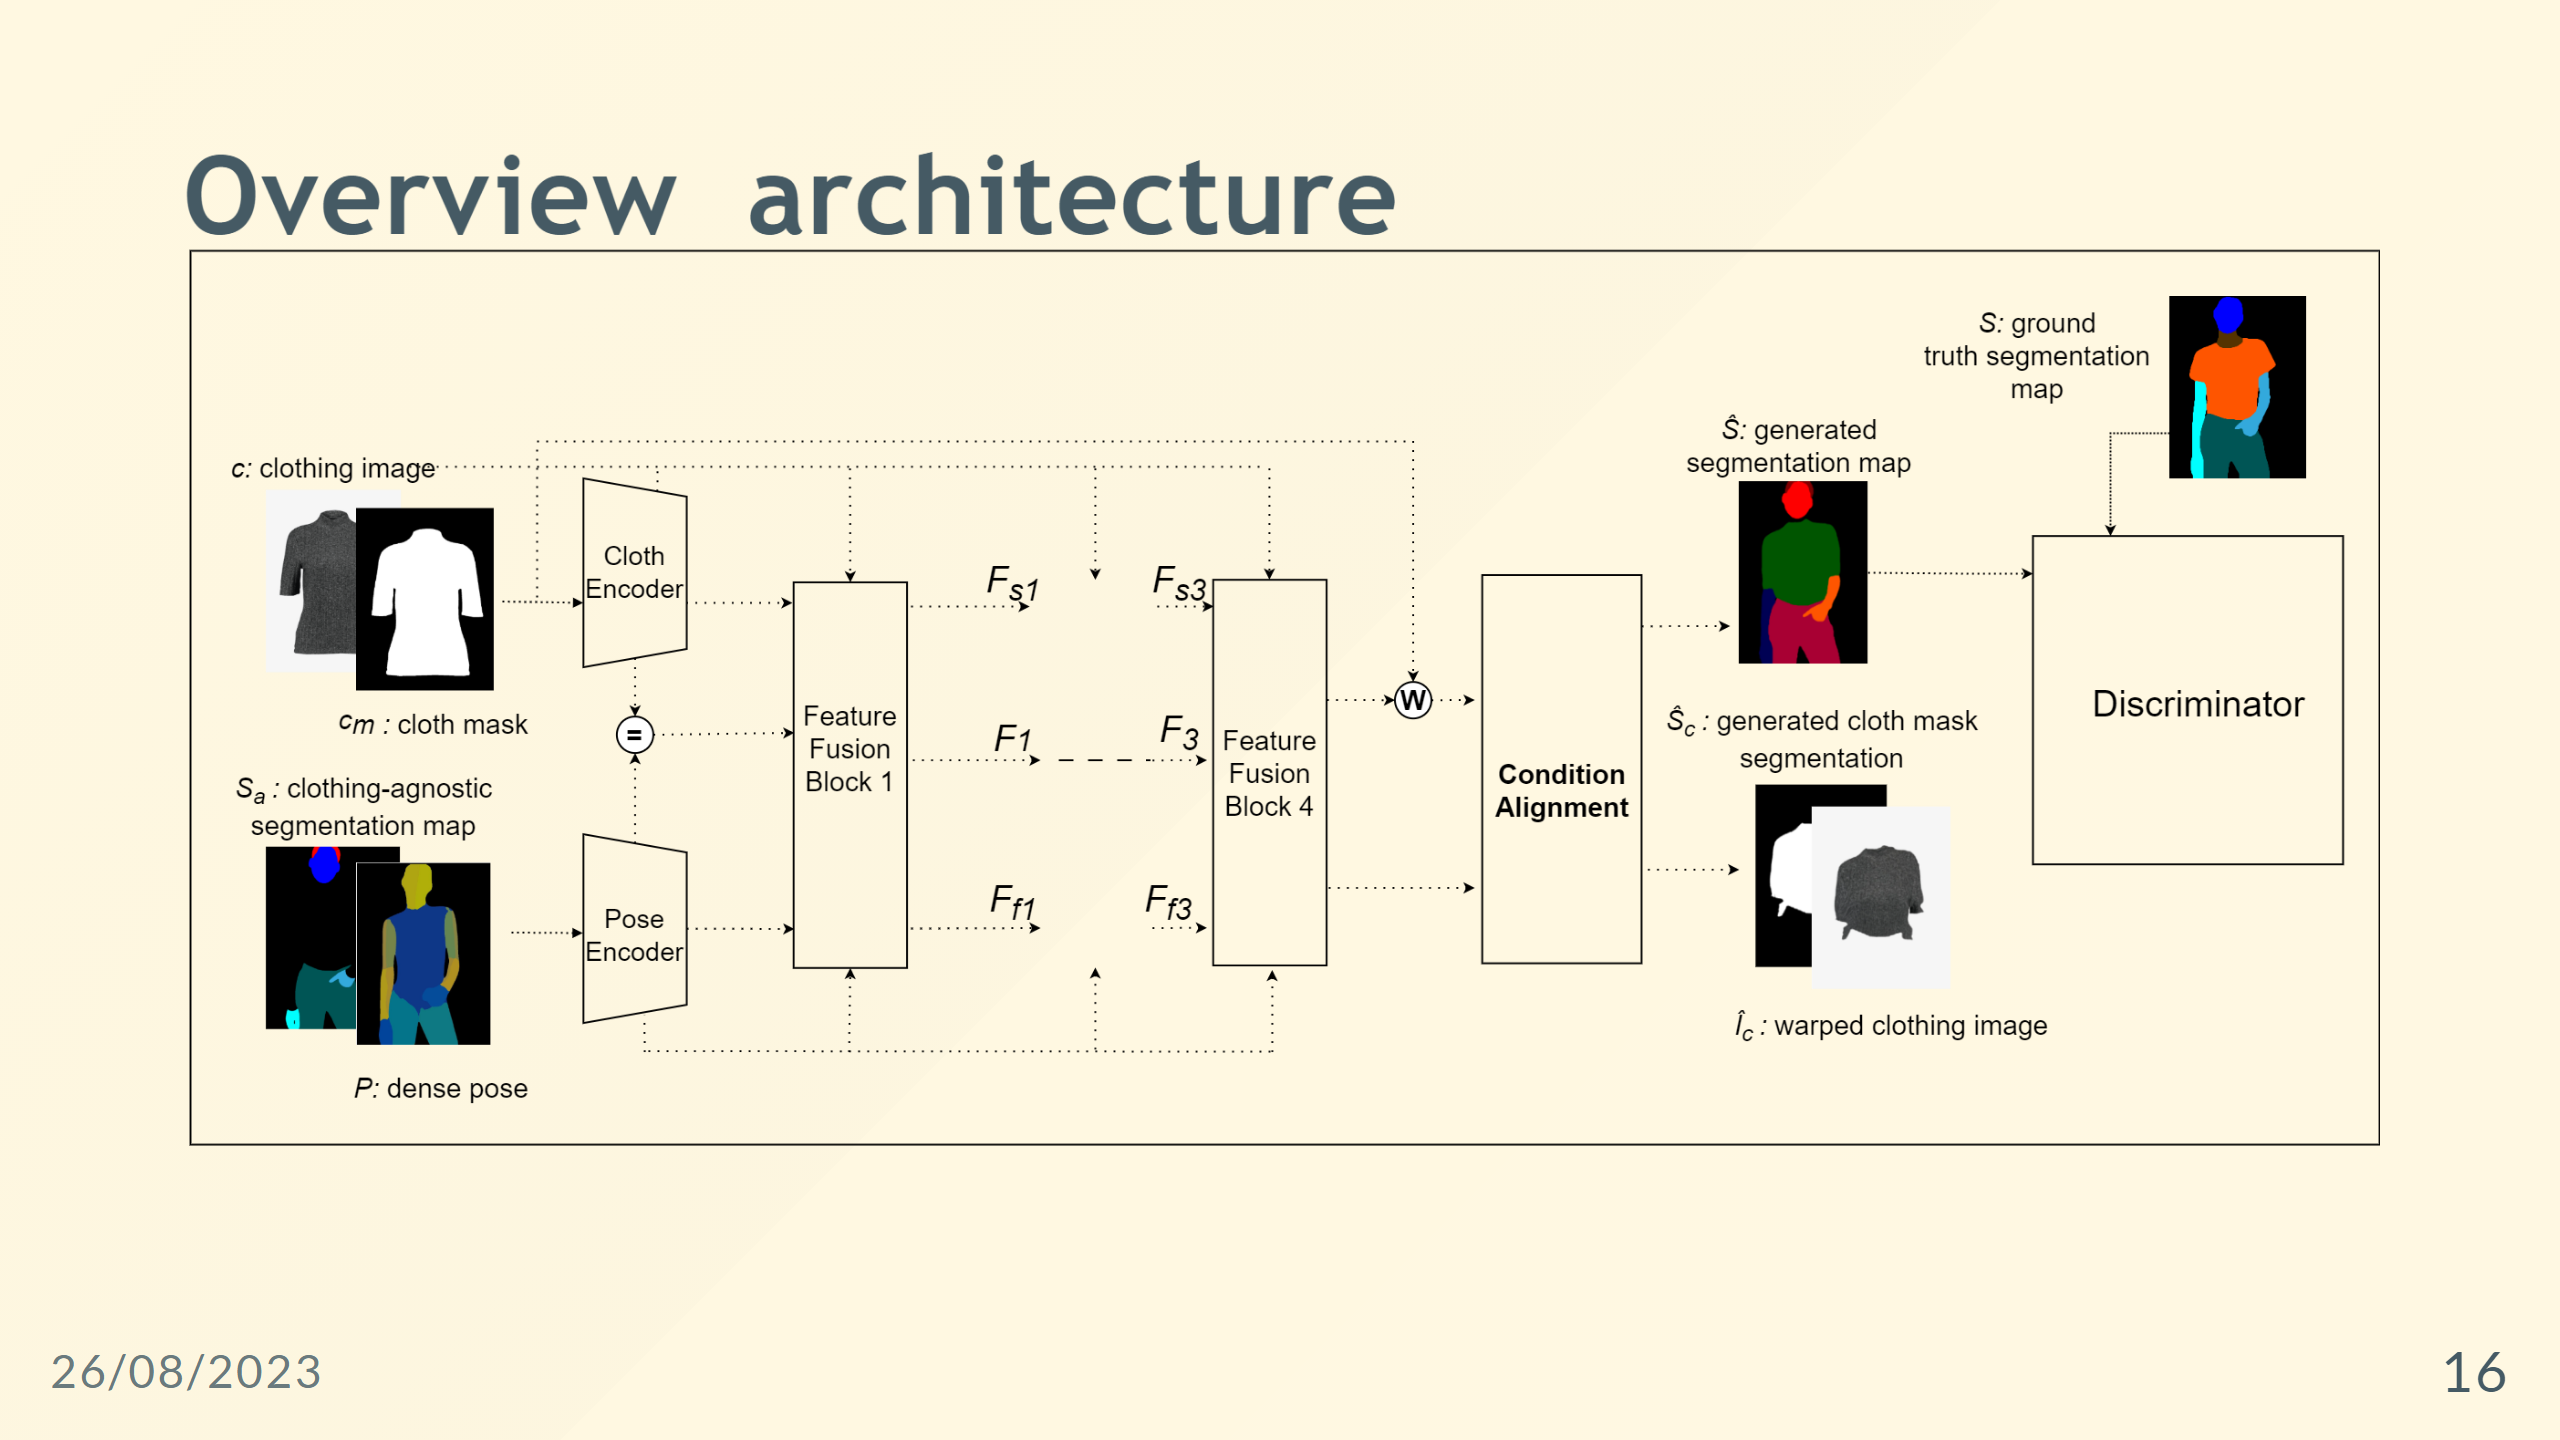 Overview architecture
S: ground
truth segmentation
map
Ŝ: generated
segmentation map
c: clothing image
Cloth
Encoder
Fs1
Fs3
W
cm : cloth mask
=
Feature
Fusion
Block 1
F1
F3
Feature
Fusion
Block 4
Condition
Alignment
Discriminator
Ŝc : generated cloth mask
segmentation
Sa : clothing-agnostic
segmentation map
Pose
Encoder
Ff1
Ff3
Îc : warped clothing image
P: dense pose
26/08/2023
16